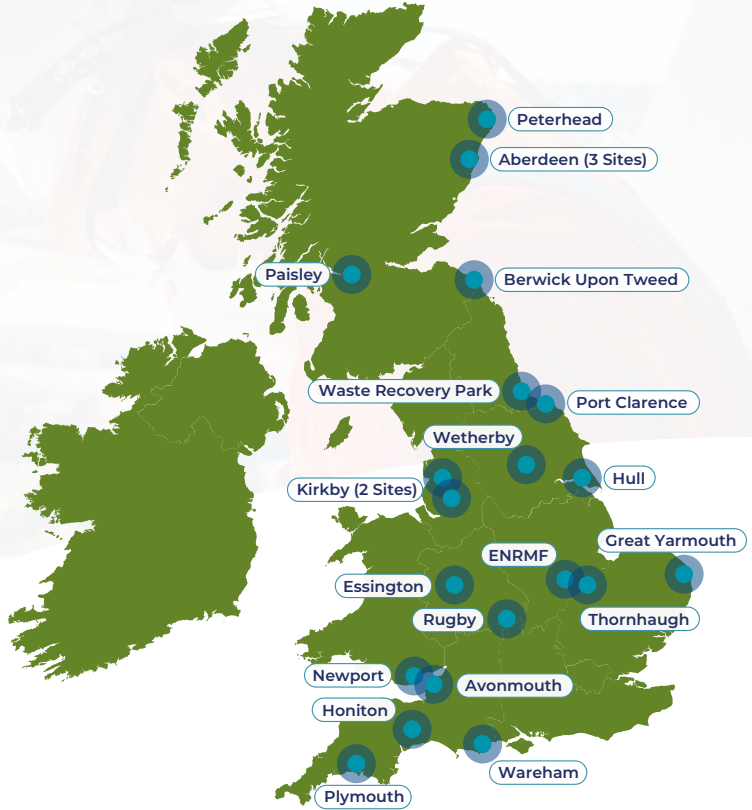 Peterhead
Aberdeen (3 Sites)
Paisley
Berwick Upon Tweed
Waste Recovery Park
Port Clarence
Wetherby
Hull
Kirkby (2 Sites)
Great Yarmouth
ENRMF
Essington
Thornhaugh
Rugby
Newport
Avonmouth
Honiton
Wareham
Plymouth